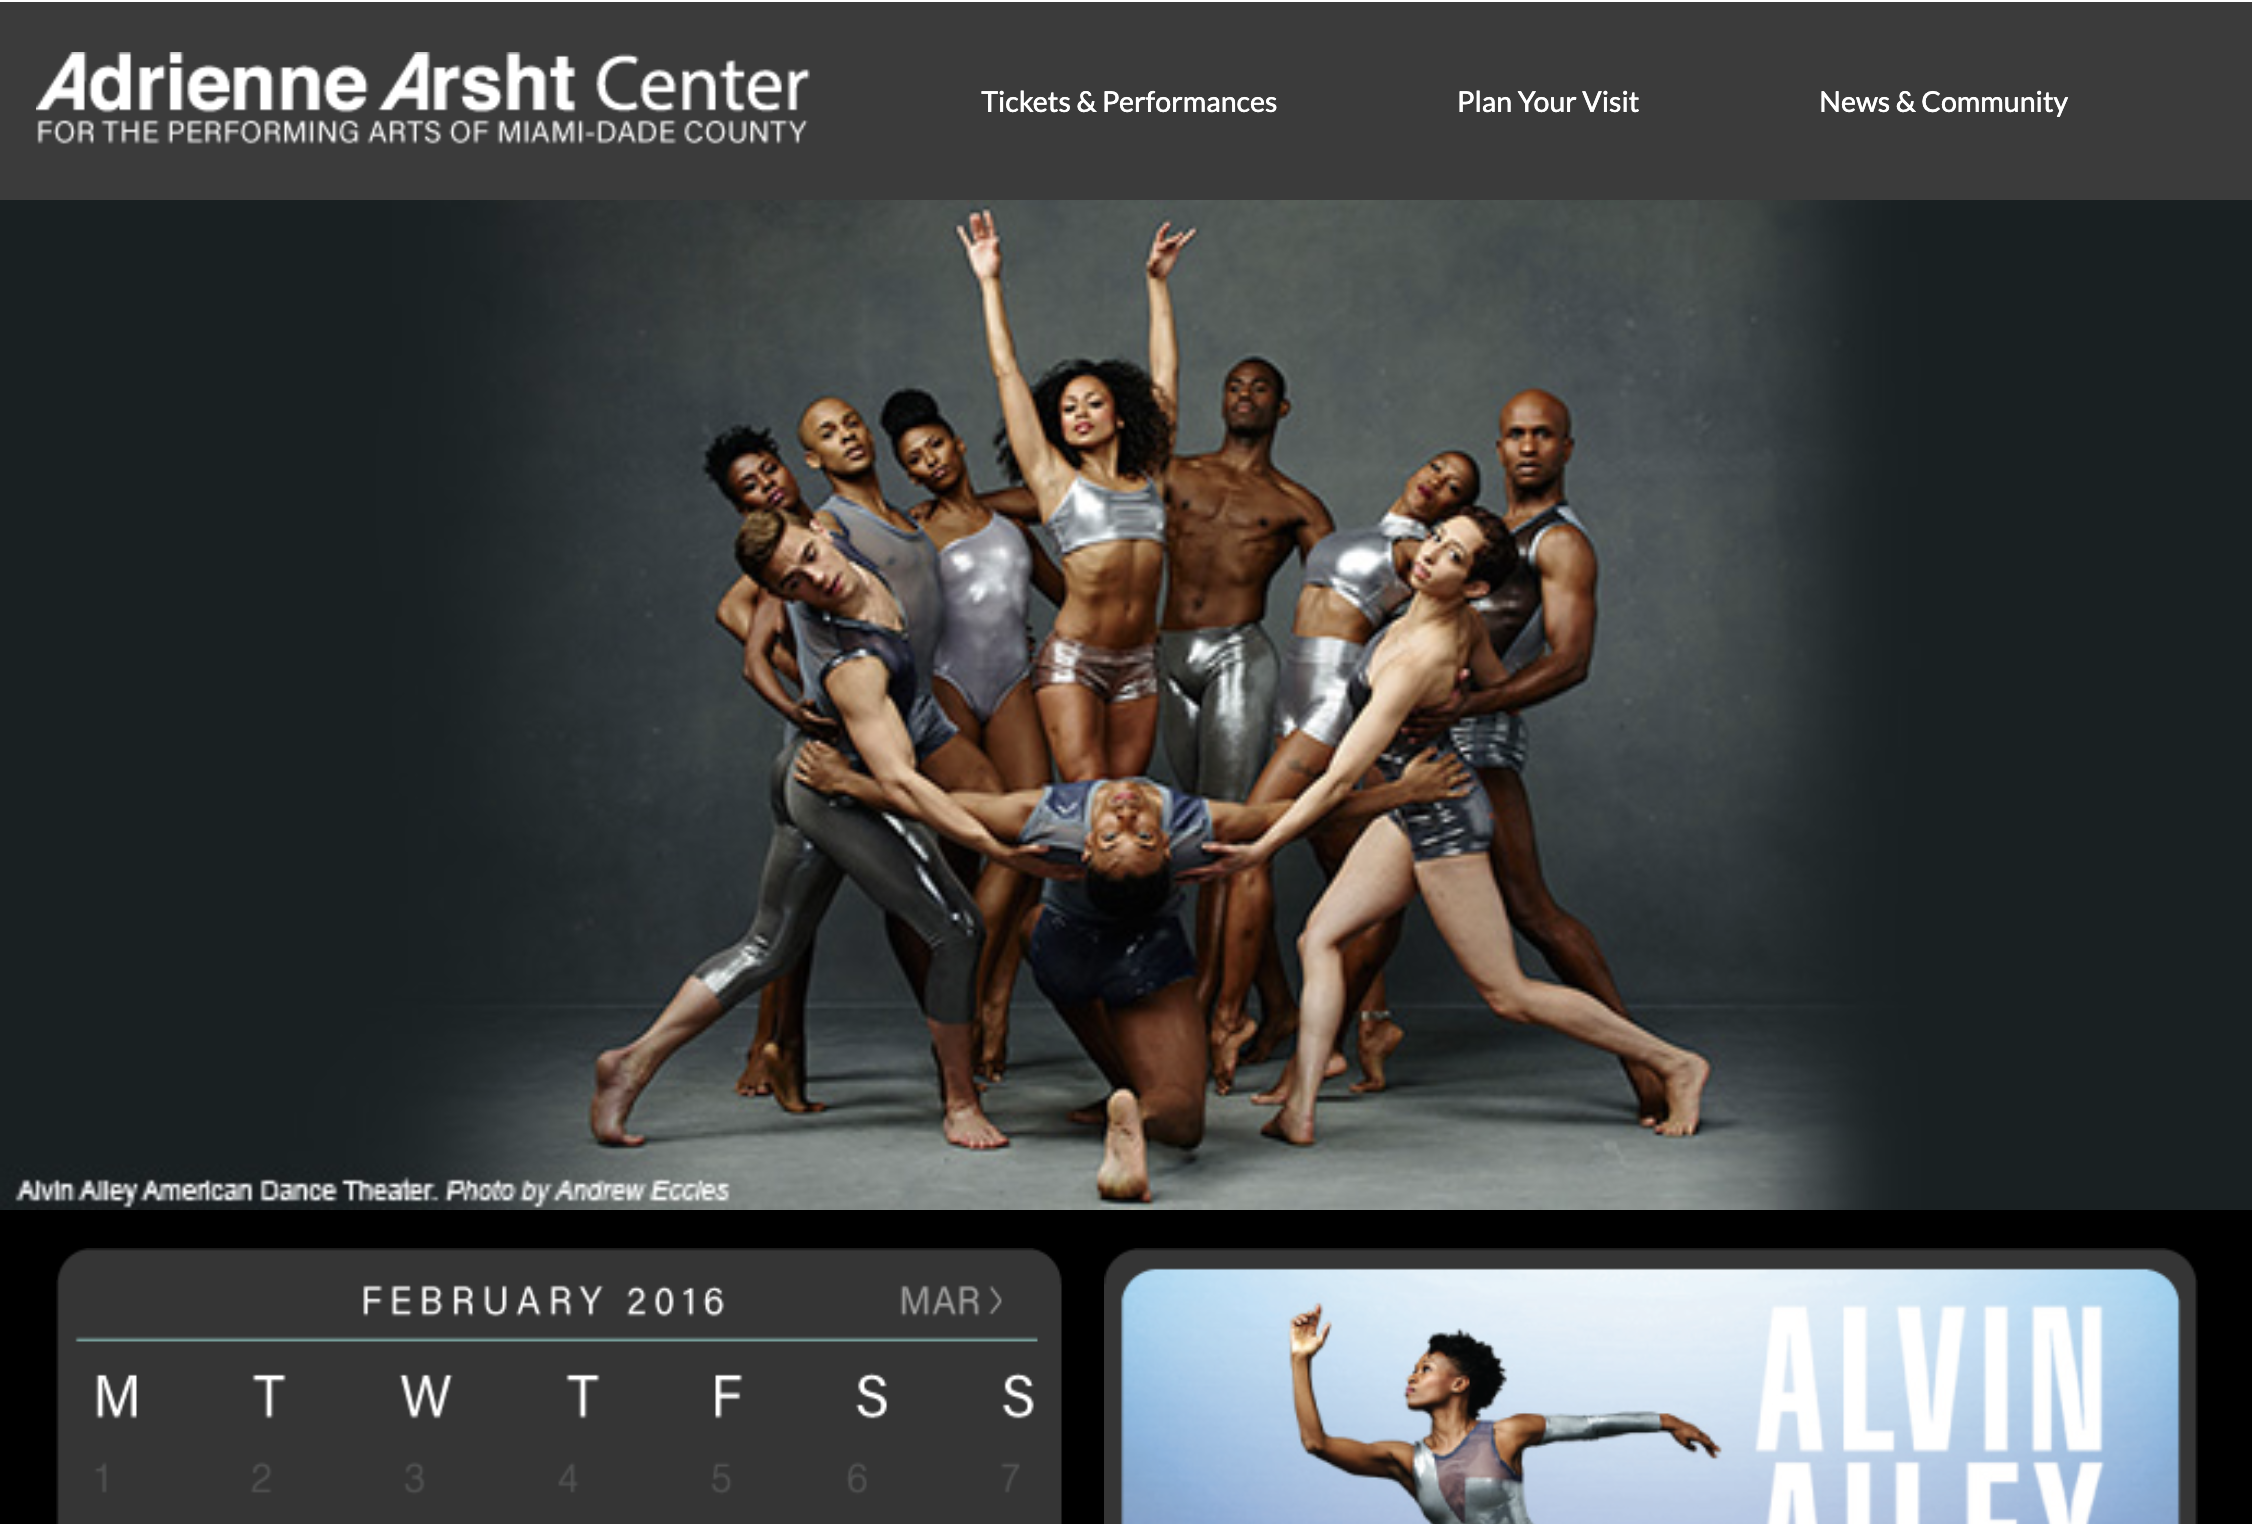 Adrienne Arsht Center
FOR THE PERFORMING ARTS OF MIAMI-DADE COUNTY
Tickets & Performances
Plan Your Visit
News & Community
Alvin Ailey American Dance Theater. Photo by Andrew Eccles
FEBRUARY 2016
MAR >
M T W T F S S
1 2 3 4 5 6 7
ALVIN
AILEY